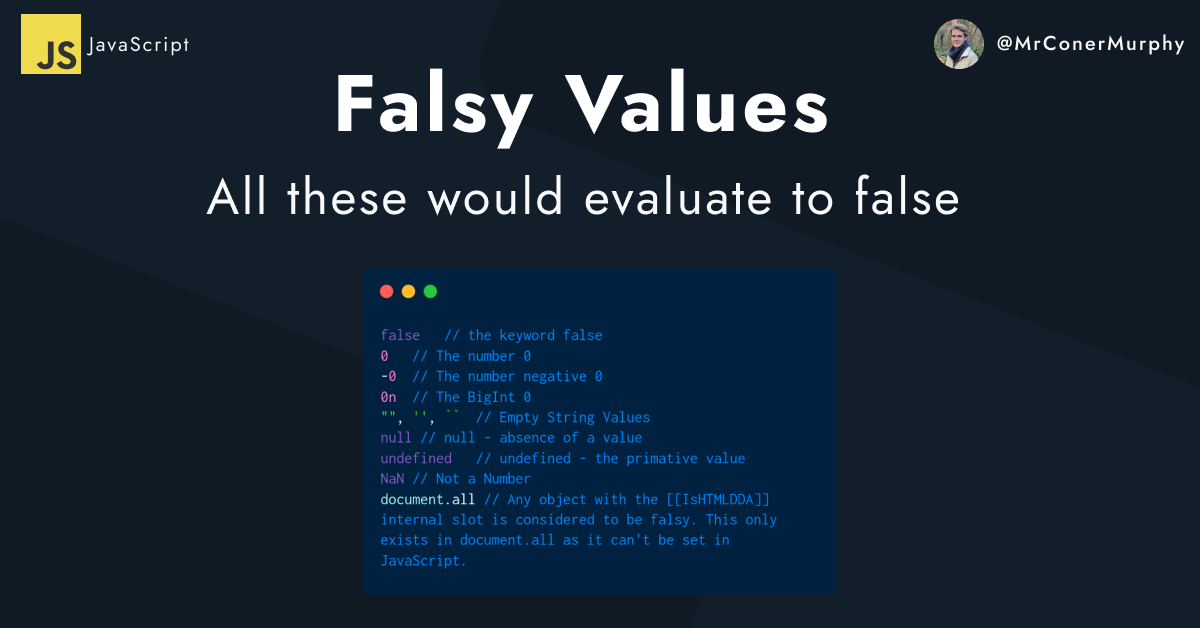 JS JavaScript
@MrConerMurphy
Falsy Values
All these would evaluate to false
false   // the keyword false
0   // The number 0
-0  // The number negative 0
0n  // The BigInt 0
"", '', ``  // Empty String Values
null // null - absence of a value
undefined   // undefined - the primative value
NaN // Not a Number
document.all // Any object with the [[IsHTMLDDA]]
internal slot is considered to be falsy. This only
exists in document.all as it can't be set in
JavaScript.